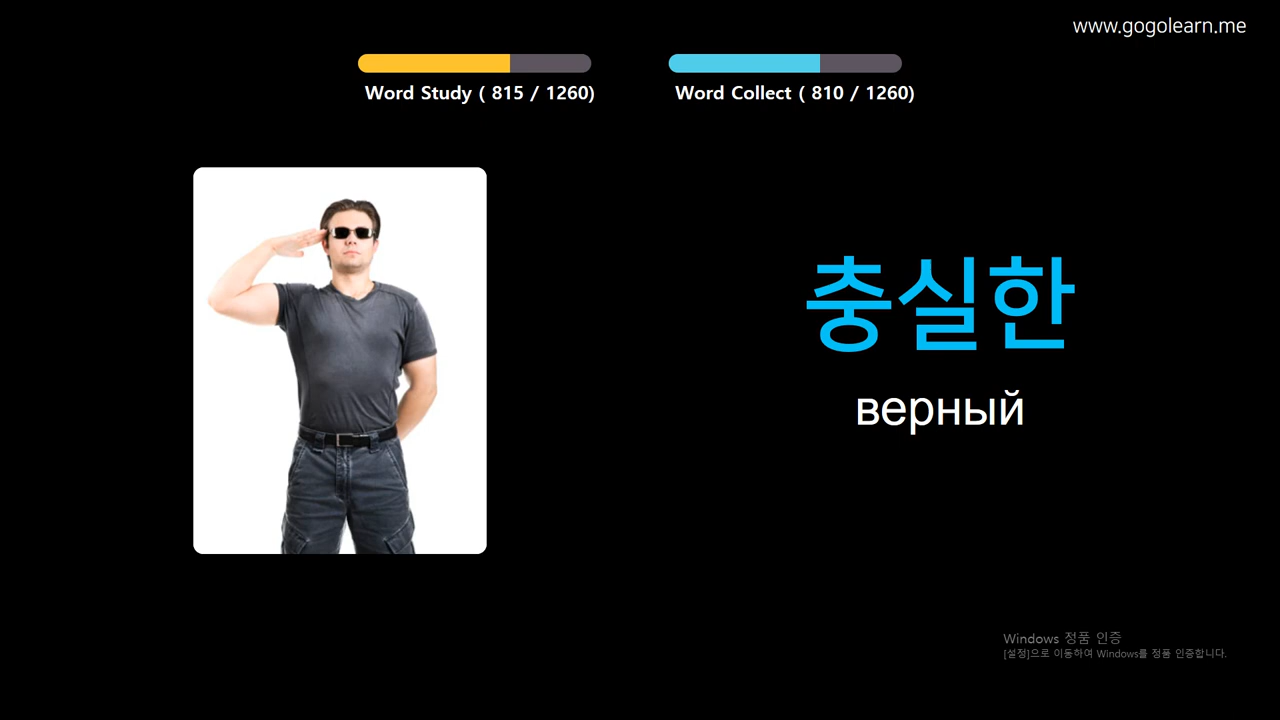 www.gogolearn.me
Word Study ( 815 / 1260)
Word Collect ( 810 / 1260)
충실한
верный
Windows 정품 인증
[설정]으로 이동하여 Windows를 정품 인증합니다.